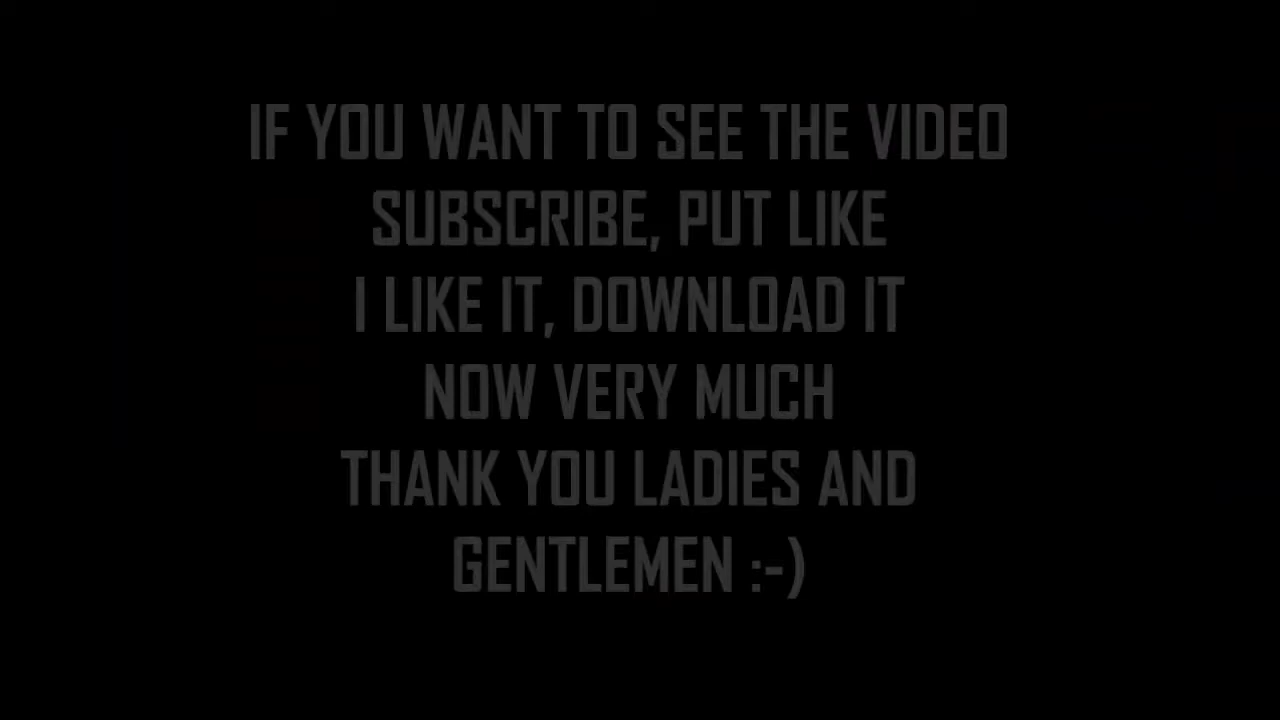 IF YOU WANT TO SEE THE VIDEO
SUBSCRIBE, PUT LIKE
I LIKE IT, DOWNLOAD IT
NOW VERY MUCH
THANK YOU LADIES AND
GENTLEMEN :-)